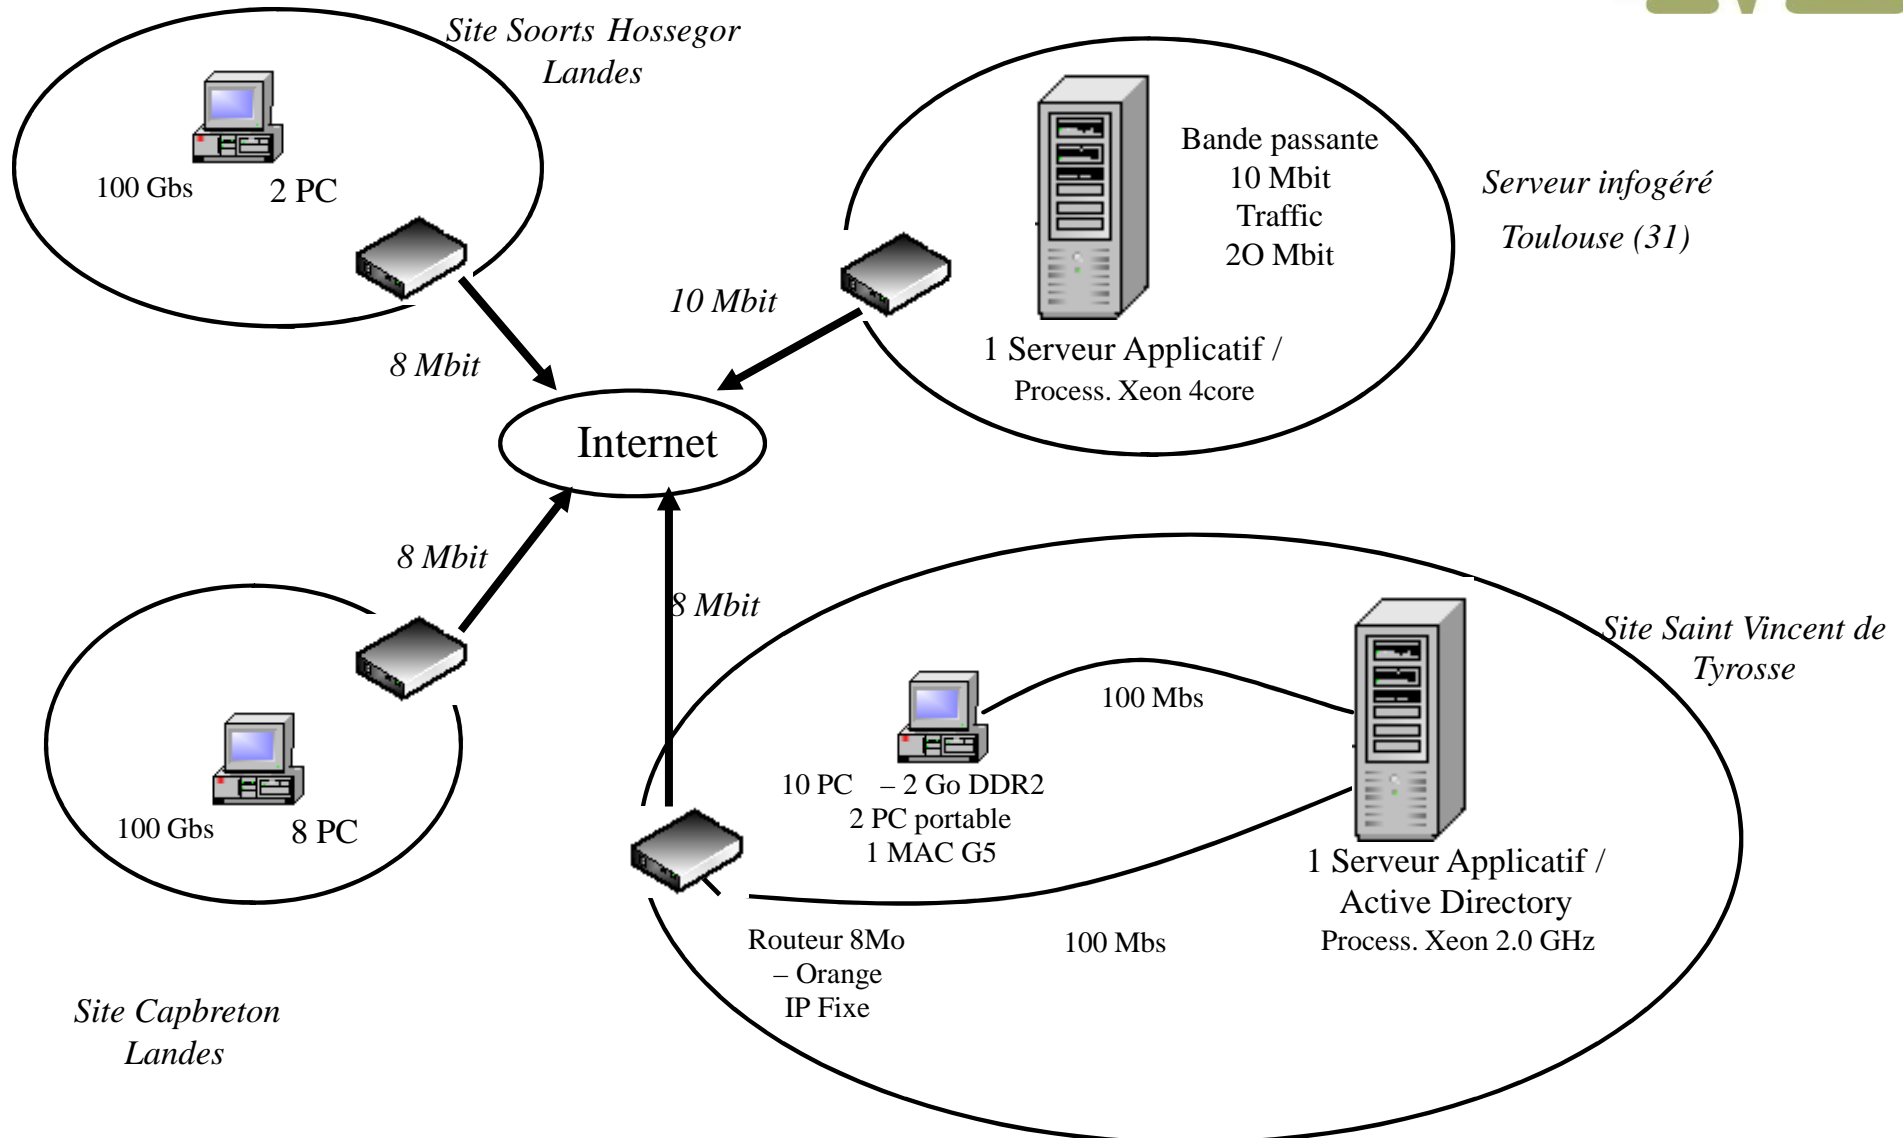 Site Soorts Hossegor
Landes
100 Gbs
2 PC
8 Mbit
10 Mbit
Bande passante
10 Mbit
Traffic
2O Mbit
1 Serveur Applicatif /
Process. Xeon 4core
Serveur infogéré
Toulouse (31)
Internet
8 Mbit
100 Gbs
8 PC
Site Capbreton
Landes
8 Mbit
Site Saint Vincent de
Tyrosse
100 Mbs
10 PC – 2 Go DDR2
2 PC portable
1 MAC G5
1 Serveur Applicatif /
Active Directory
Process. Xeon 2.0 GHz
Routeur 8Mo
– Orange
IP Fixe
100 Mbs